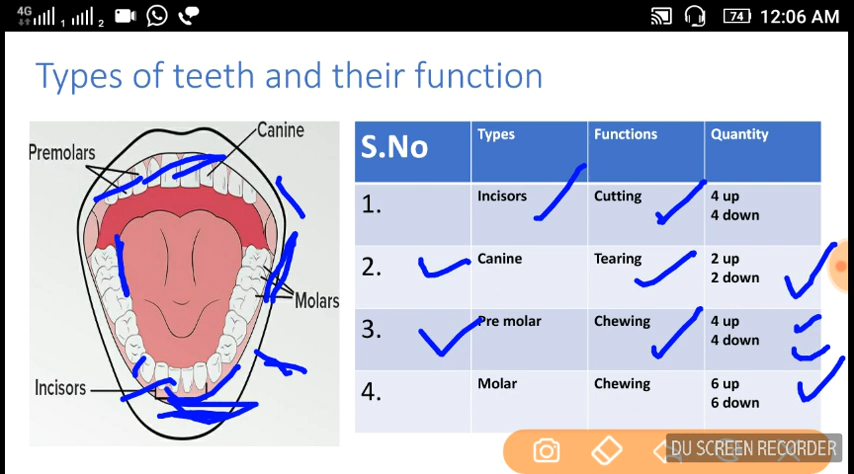 4G 1 2 74 12:06 AM
Types of teeth and their function
Canine
Premolars
Molars
Incisors
S.No Types Functions Quantity
1. Incisors Cutting 4 up
4 down
2. Canine Tearing 2 up
2 down
3. Pre molar Chewing 4 up
4 down
4. Molar Chewing 6 up
6 down
DU SCREEN RECORDER